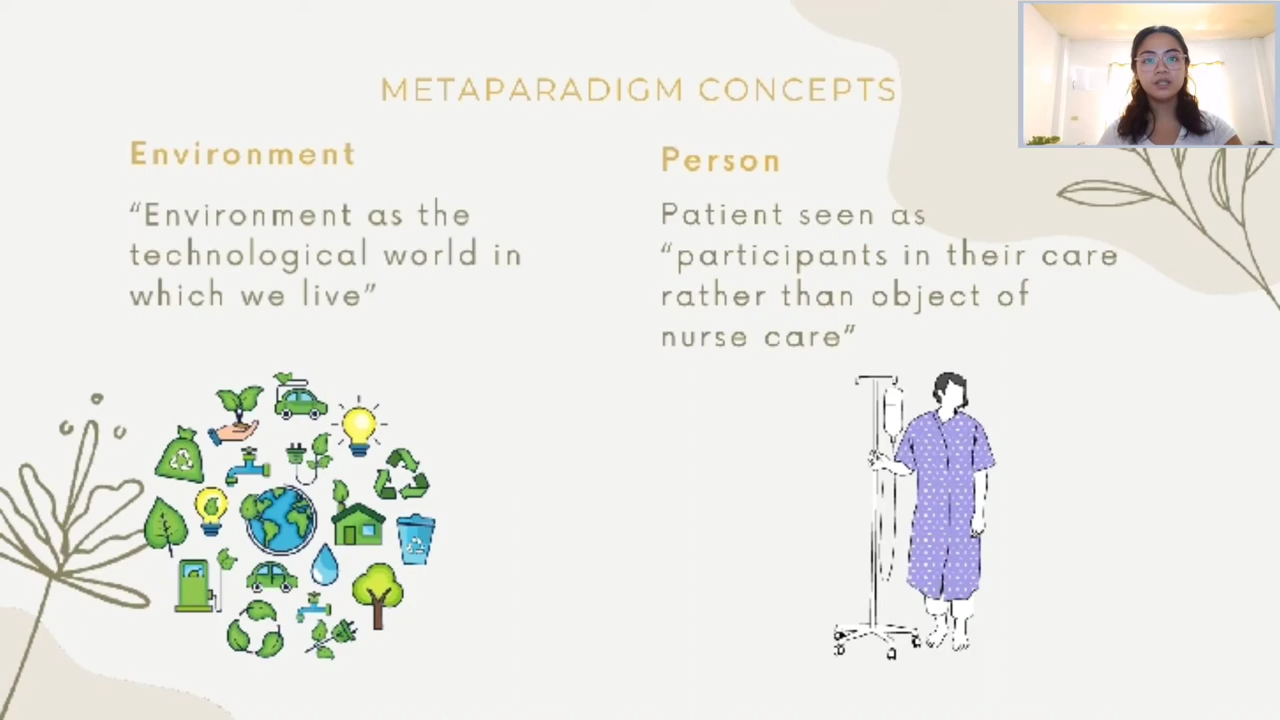 METAPARADIGM CONCEPTS
Environment
“Environment as the
technological world in
which we live”
Person
Patient seen as
“participants in their care
rather than object of
nurse care”